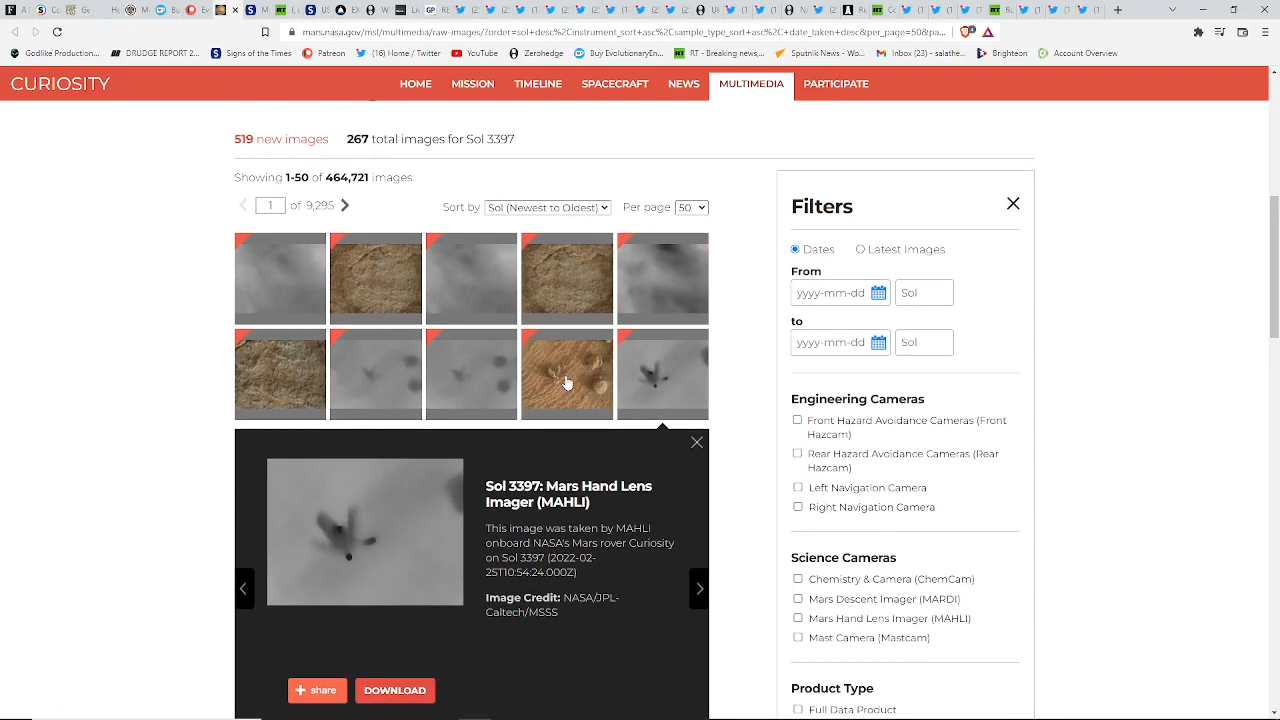 mars.nasa.gov/msl/multimedia/raw-images/?order=sol+desc%2Cinstrument_sort+asc%2Csample_type_sort+asc%2C+date_taken+desc&per_page=50&pa...
Godlike Production... DRUDGE REPORT 2... Signs of the Times Patreon (16) Home / Twitter YouTube Zerohedge Buy EvolutionaryEn... RT - Breaking news,... Sputnik News - Wo... Inbox (23) - salathe... Brighteon Account Overview
CURIOSITY HOME MISSION TIMELINE SPACECRAFT NEWS MULTIMEDIA PARTICIPATE
519 new images 267 total images for Sol 3397
Showing 1-50 of 464,721 images
1 of 9,295 Sort by Sol (Newest to Oldest) Per page 50
Filters
Dates Latest Images
From
yyyy-mm-dd Sol
to
yyyy-mm-dd Sol
Engineering Cameras
Front Hazard Avoidance Cameras (Front
Hazcam)
Rear Hazard Avoidance Cameras (Rear
Hazcam)
Left Navigation Camera
Right Navigation Camera
Science Cameras
Chemistry & Camera (ChemCam)
Mars Descent Imager (MARDI)
Mars Hand Lens Imager (MAHLI)
Mast Camera (Mastcam)
Product Type
Full Data Product
Sol 3397: Mars Hand Lens
Imager (MAHLI)
This image was taken by MAHLI
onboard NASA's Mars rover Curiosity
on Sol 3397 (2022-02-
25T10:54:24.000Z)
Image Credit: NASA/JPL-
Caltech/MSSS
share DOWNLOAD